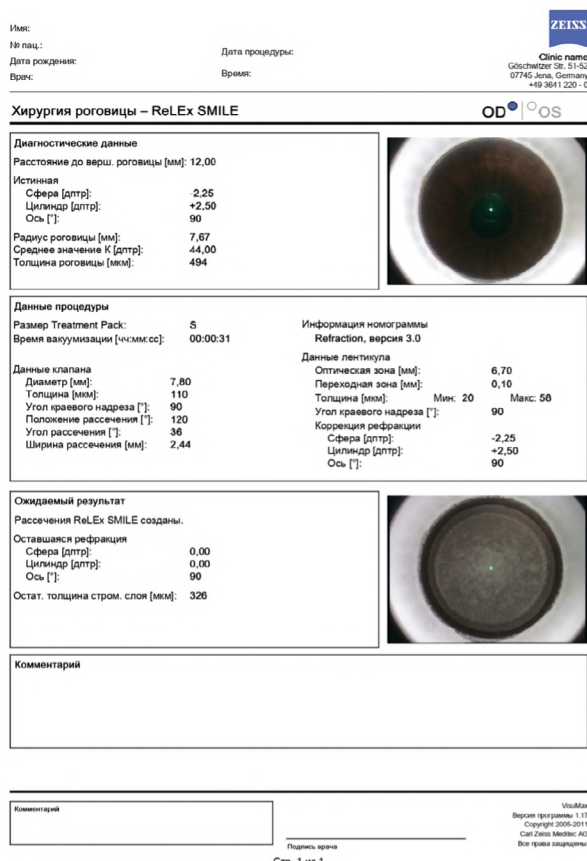 ZEISS
Имя:
№ пац.:
Дата рождения:
Врач:
Дата процедуры:
Время:
Clinic name
Göschwitzer Str. 51-52
07745 Jena, Germany
+49 3641 220 - 0
Хирургия роговицы – ReLEx SMILE
OD | OS
Диагностические данные
Расстояние до верш. роговицы [мм]: 12,00
Истинная
Сфера [дптр]: -2,25
Цилиндр [дптр]: +2,50
Ось [°]: 90
Радиус роговицы [мм]: 7,67
Среднее значение К [дптр]: 44,00
Толщина роговицы [мкм]: 494
Данные процедуры
Размер Treatment Pack: S
Время вакуумизации [чч:мм:сс]: 00:00:31
Данные клапана
Диаметр [мм]: 7,80
Толщина [мкм]: 110
Угол краевого надреза [°]: 90
Положение рассечения [°]: 120
Угол рассечения [°]: 36
Ширина рассечения [мм]: 2,44
Информация номограммы
Refraction, версия 3.0
Данные лентикула
Оптическая зона [мм]: 6,70
Переходная зона [мм]: 0,10
Толщина [мкм]: Мин: 20 Макс: 58
Угол краевого надреза [°]: 90
Коррекция рефракции
Сфера [дптр]: -2,25
Цилиндр [дптр]: +2,50
Ось [°]: 90
Ожидаемый результат
Рассечения ReLEx SMILE созданы.
Оставшаяся рефракция
Сфера [дптр]: 0,00
Цилиндр [дптр]: 0,00
Ось [°]: 90
Остат. толщина стром. слоя [мкм]: 326
Комментарий
Комментарий
Подпись врача
VisuMax
Версия программы 1.17
Copyright 2005-2011
Carl Zeiss Meditec AG
Все права защищены
Стр. 1 из 1